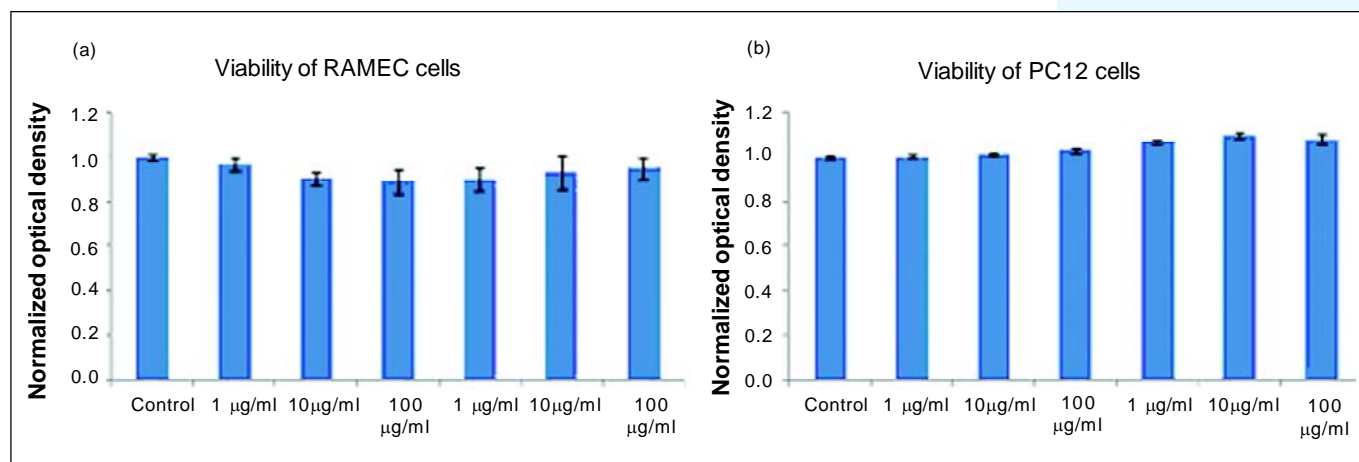 (a)
Viability of RAMEC cells
Normalized optical density
1.2
1.0
0.8
0.6
0.4
0.2
0.0
Control 1 μg/ml 10μg/ml 100 μg/ml 1 μg/ml 10μg/ml 100 μg/ml
(b)
Viability of PC12 cells
Normalized optical density
1.2
1.0
0.8
0.6
0.4
0.2
0.0
Control 1 μg/ml 10μg/ml 100 μg/ml 1 μg/ml 10μg/ml 100 μg/ml